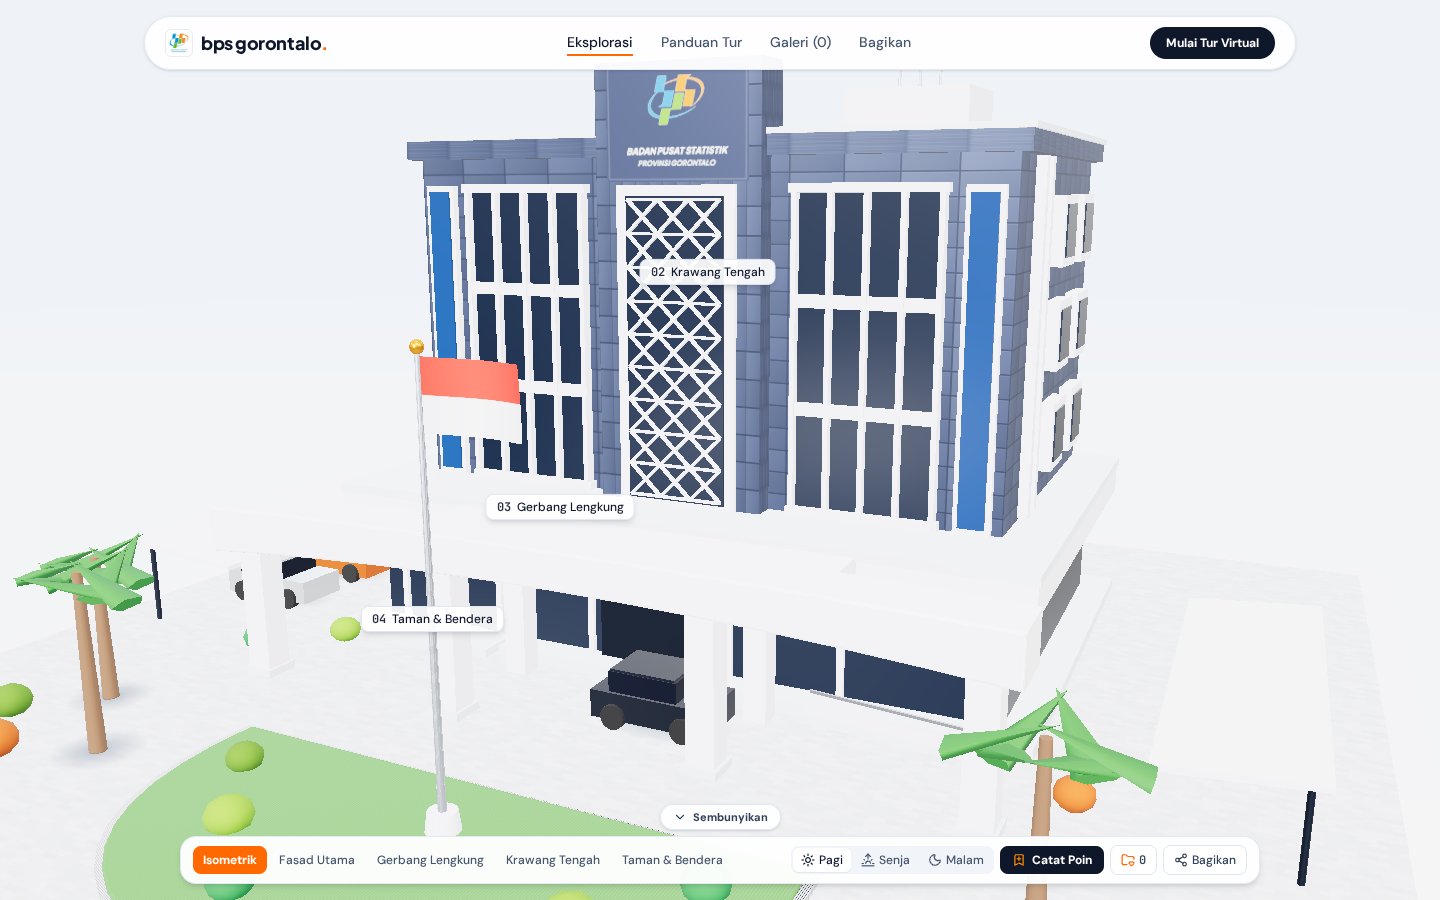 bpsgorontalo.
Eksplorasi
Panduan Tur
Galeri (0)
Bagikan
Mulai Tur Virtual
BADAN PUSAT STATISTIK
PROVINSI GORONTALO
02 Krawang Tengah
03 Gerbang Lengkung
04 Taman & Bendera
Sembunyikan
Isometrik
Fasad Utama
Gerbang Lengkung
Krawang Tengah
Taman & Bendera
Pagi
Senja
Malam
Catat Poin
0
Bagikan